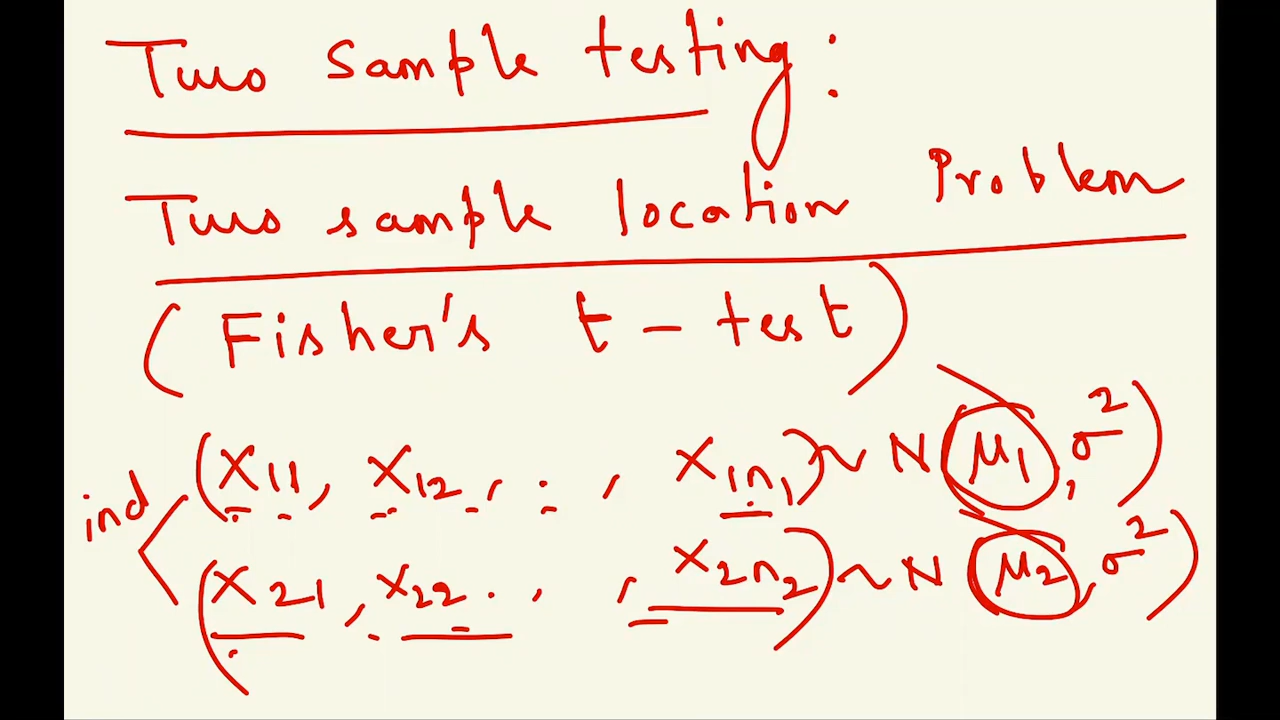 Two Sample testing:
Two sample location Problem
(Fisher's t-test)
ind (X11, X12, ., , X1n1) ~ N(μ1, σ²)
(X21, X22 . , , X2n2) ~ N(μ2, σ²)